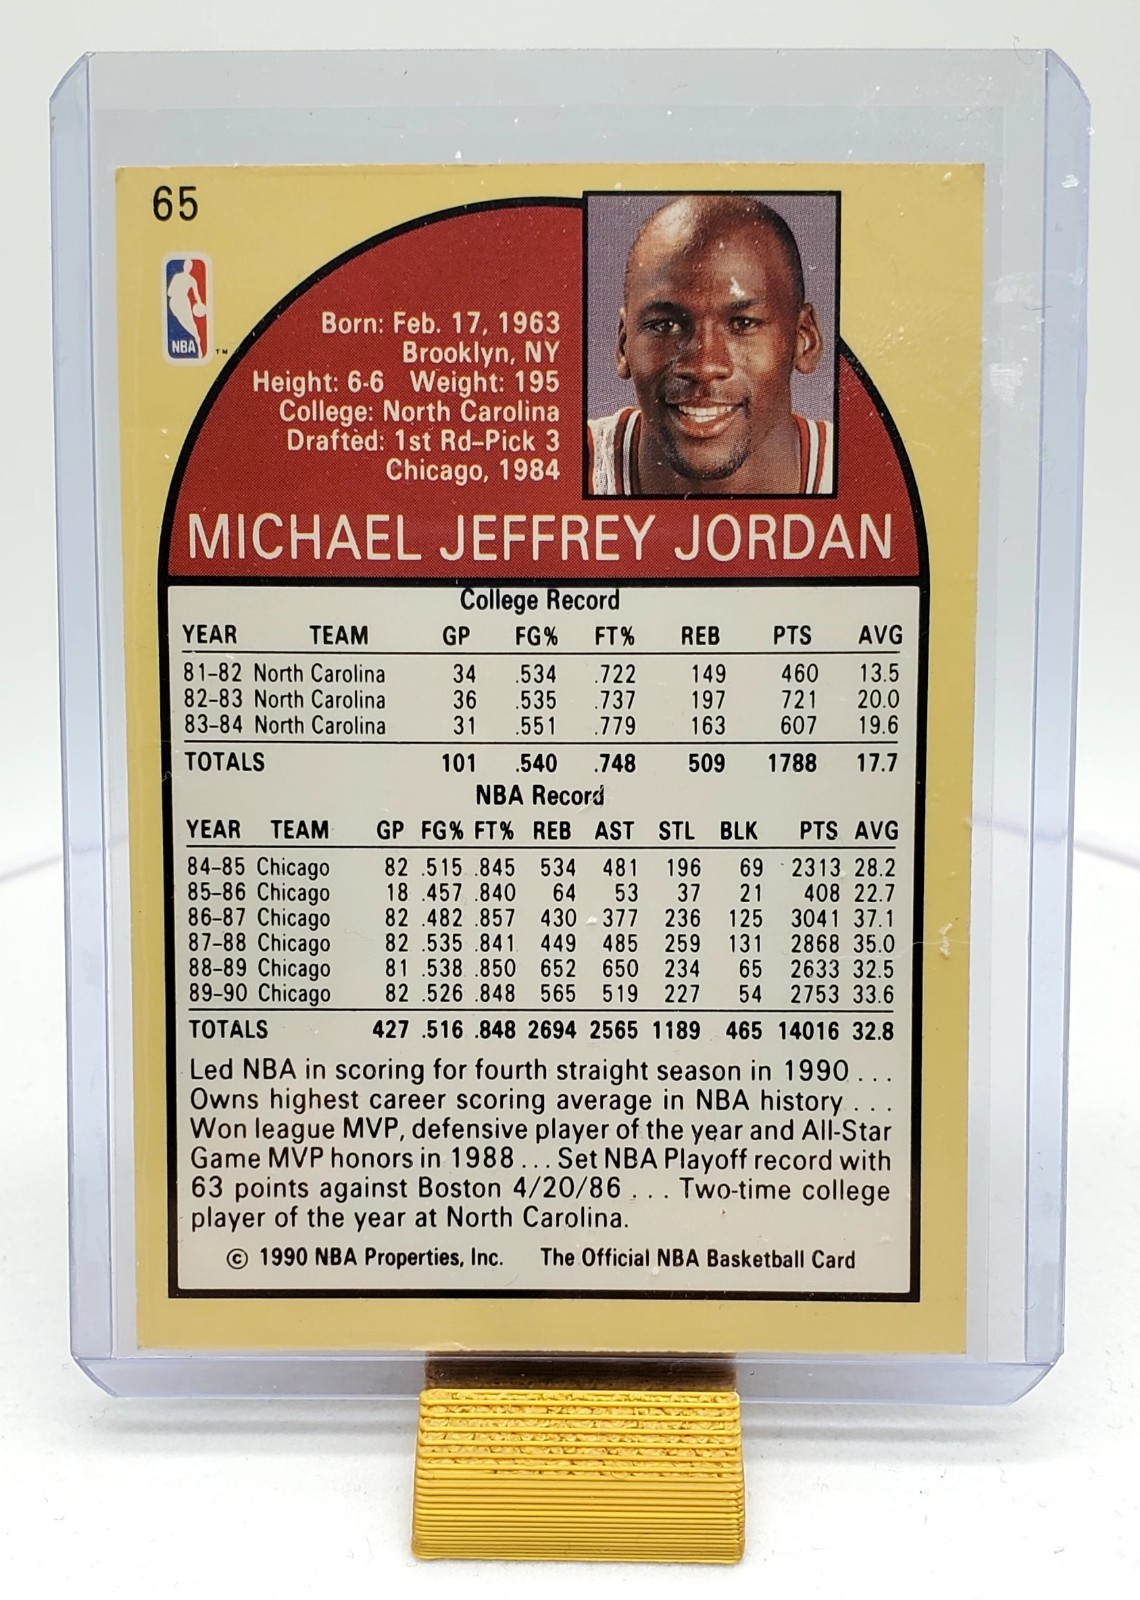 65
NBA
TM
Born: Feb. 17, 1963
Brooklyn, NY
Height: 6-6 Weight: 195
College: North Carolina
Drafted: 1st Rd–Pick 3
Chicago, 1984
MICHAEL JEFFREY JORDAN
College Record
YEAR TEAM GP FG% FT% REB PTS AVG
81–82 North Carolina 34 .534 .722 149 460 13.5
82–83 North Carolina 36 .535 .737 197 721 20.0
83–84 North Carolina 31 .551 .779 163 607 19.6
TOTALS 101 .540 .748 509 1788 17.7
NBA Record
YEAR TEAM GP FG% FT% REB AST STL BLK PTS AVG
84–85 Chicago 82 .515 .845 534 481 196 69 2313 28.2
85–86 Chicago 18 .457 .840 64 53 37 21 408 22.7
86–87 Chicago 82 .482 .857 430 377 236 125 3041 37.1
87–88 Chicago 82 .535 .841 449 485 259 131 2868 35.0
88–89 Chicago 81 .538 .850 652 650 234 65 2633 32.5
89–90 Chicago 82 .526 .848 565 519 227 54 2753 33.6
TOTALS 427 .516 .848 2694 2565 1189 465 14016 32.8
Led NBA in scoring for fourth straight season in 1990 . . .
Owns highest career scoring average in NBA history . . .
Won league MVP, defensive player of the year and All-Star
Game MVP honors in 1988 . . . Set NBA Playoff record with
63 points against Boston 4/20/86 . . . Two-time college
player of the year at North Carolina.
© 1990 NBA Properties, Inc. The Official NBA Basketball Card